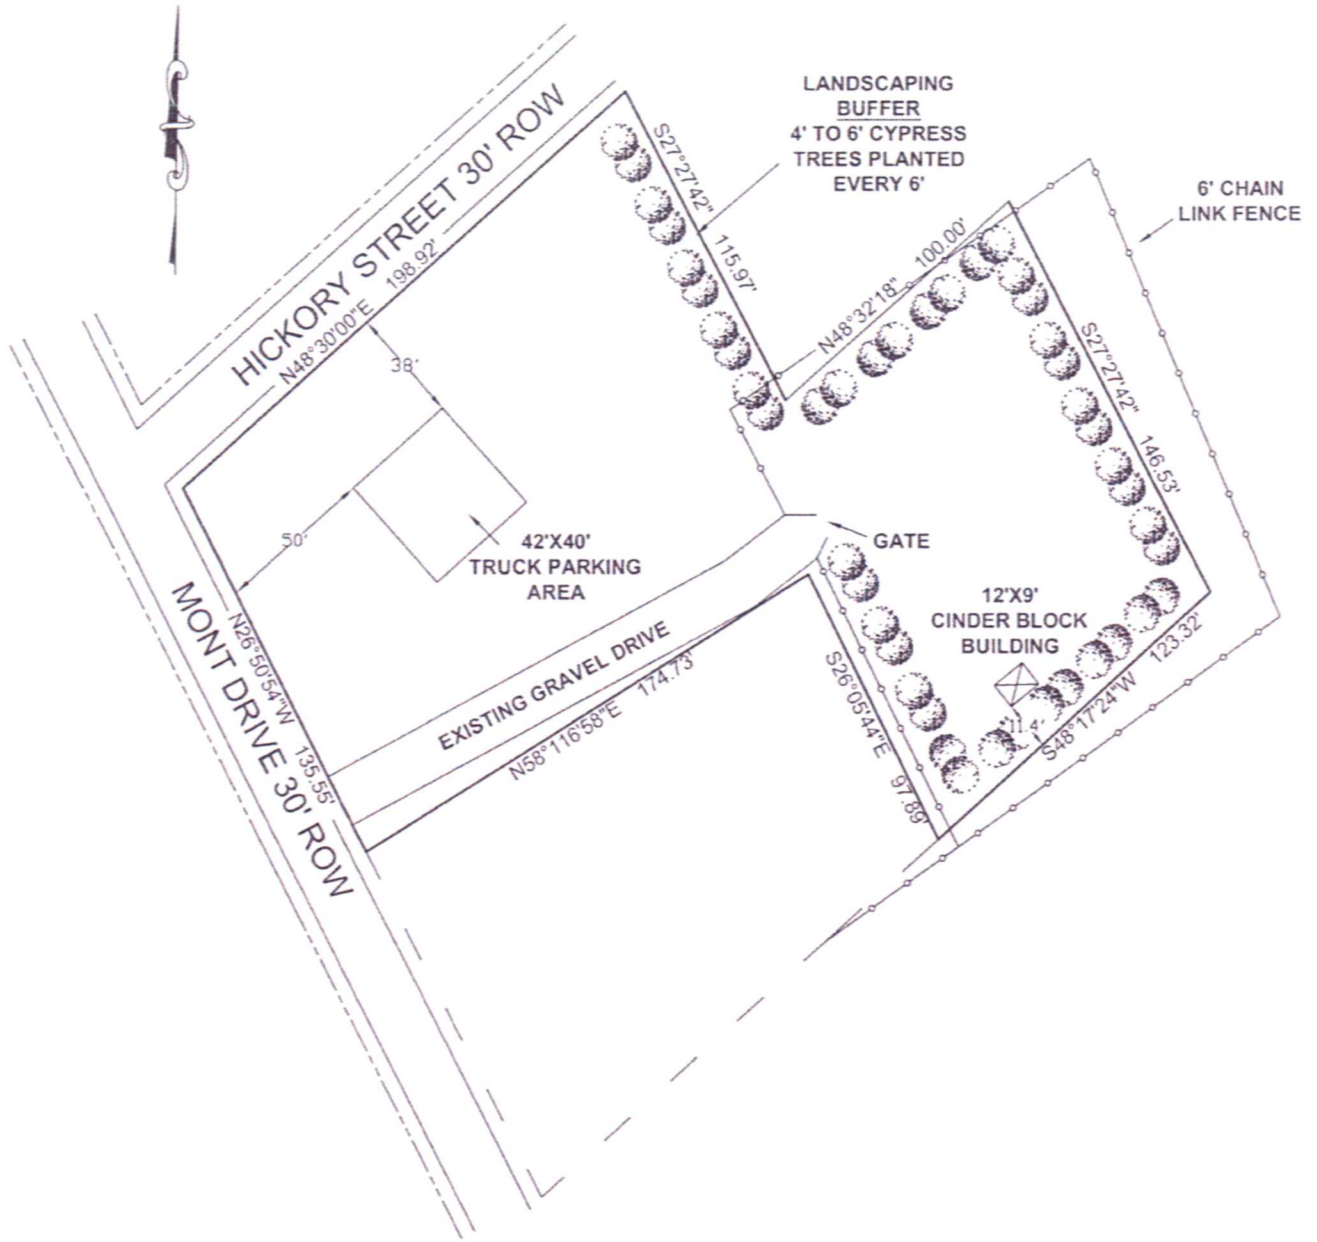 LANDSCAPING
BUFFER
4' TO 6' CYPRESS
TREES PLANTED
EVERY 6'
6' CHAIN
LINK FENCE
HICKORY STREET 30' ROW
N48°30'00"E 198.92'
S27°27'42" 115.97'
N48°32'18" 100.00'
S27°27'42" 146.53'
38'
50'
42'X40'
TRUCK PARKING
AREA
GATE
12'X9'
CINDER BLOCK
BUILDING
11.4'
S48°17'24"W 123.32'
S26°05'44"E 97.89'
EXISTING GRAVEL DRIVE
N58°116'58"E 174.73'
N26°50'54"W 135.55'
MONT DRIVE 30' ROW